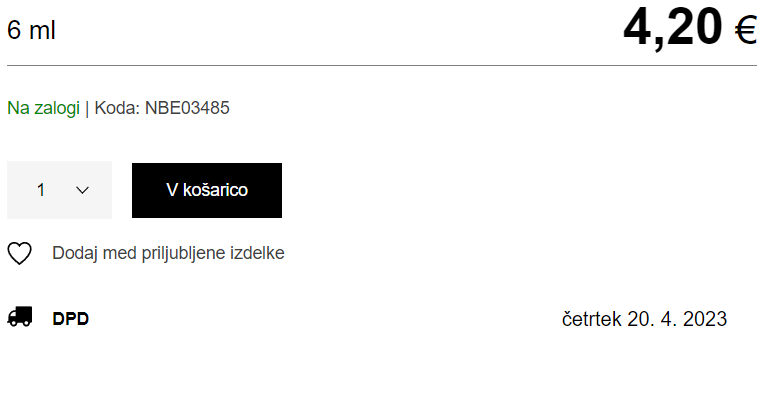 6 ml
4,20 €
Na zalogi | Koda: NBE03485
1
V košarico
Dodaj med priljubljene izdelke
DPD
četrtek 20. 4. 2023